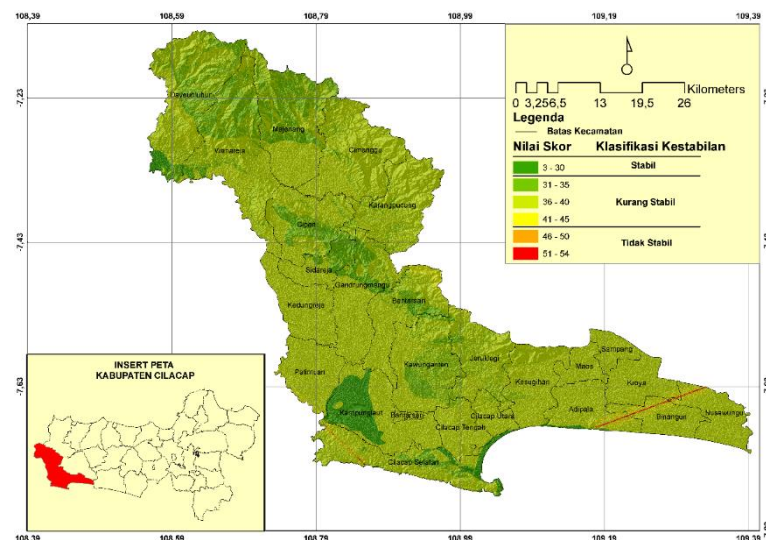 108,39 108,59 108,79 108,99 109,19 109,39
Kilometers
0 3,25 6,5 13 19,5 26
Legenda
Batas Kecamatan
Nilai Skor Klasifikasi Kestabilan
3 - 30 Stabil
31 - 35
36 - 40 Kurang Stabil
41 - 45
46 - 50 Tidak Stabil
51 - 54
-7,23
-7,43
-7,63
Dayeuhluhur
Majenang
Wanareja
Cimanggu
Karangpucung
Cipari
Sidareja
Gandrungmangu
Kedungreja
Bantarsari
Patimuan
Kawunganten
Jeruklegi
Kesugihan
Maos
Sampang
Kroya
Kampunglaut
Cilacap Utara
Cilacap Tengah
Adipala
Binangun
Nusawungu
Cilacap Selatan
INSERT PETA
KABUPATEN CILACAP
108,39 108,59 108,79 108,99 109,19 109,39